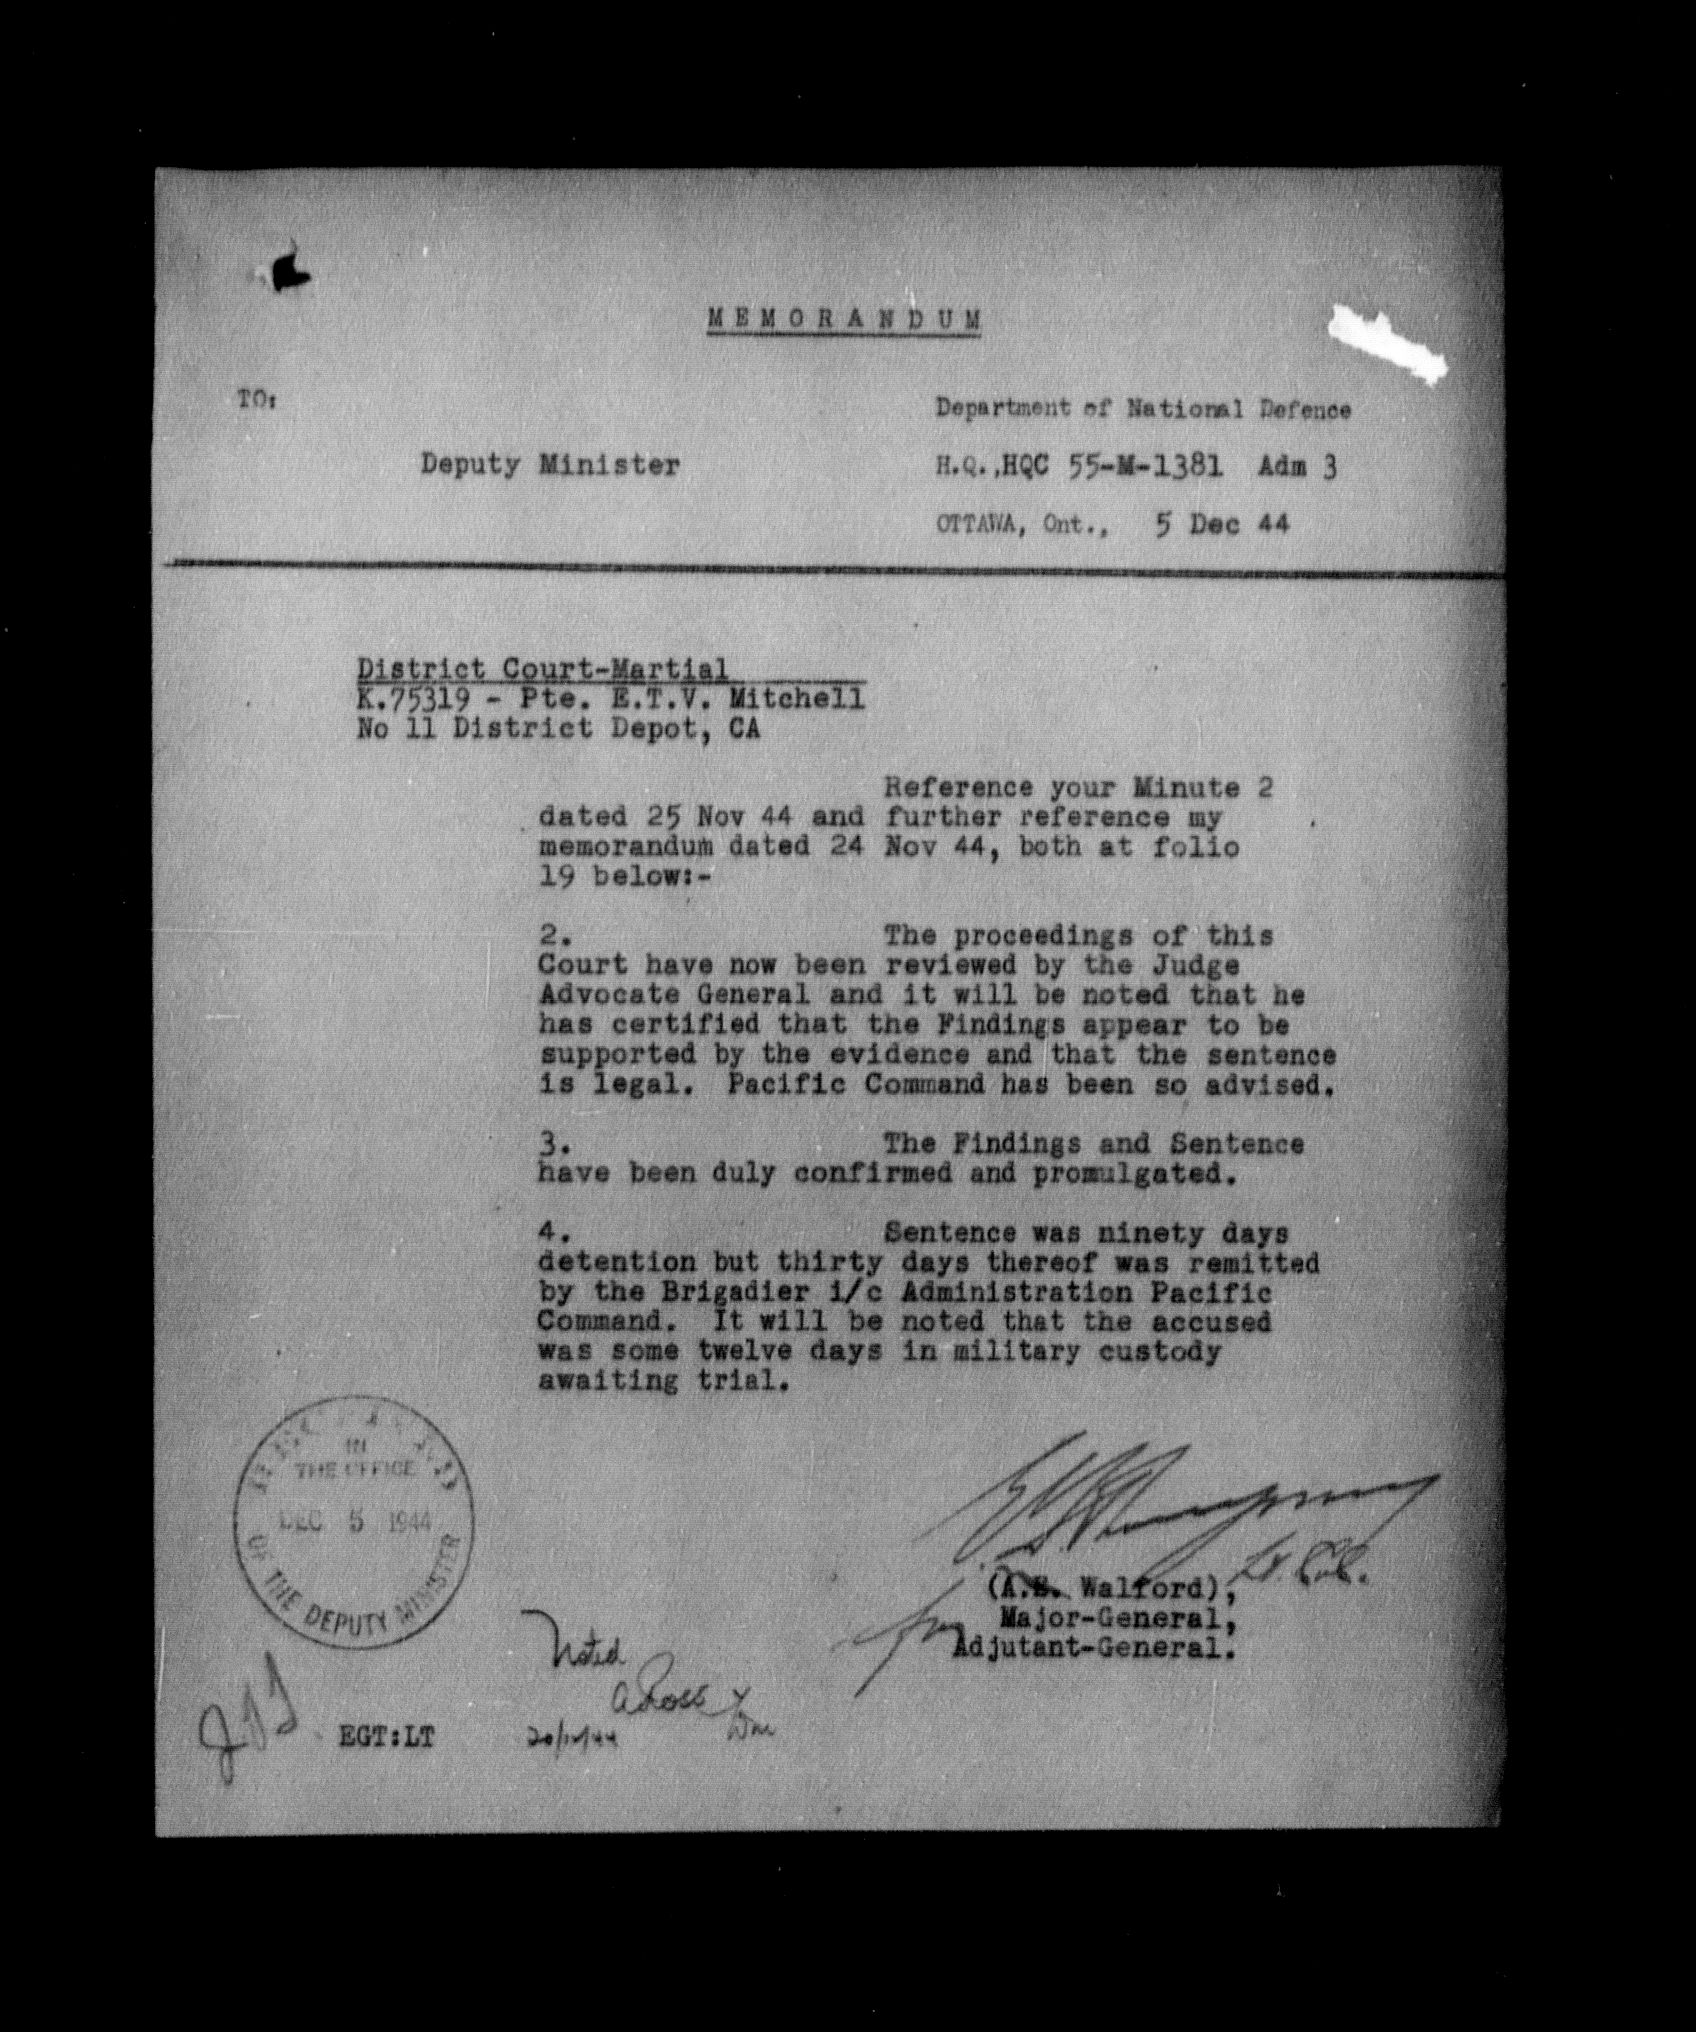 MEMORANDUM
TO:
Department of National Defence
Deputy Minister
H.Q.,HQC 55-M-1381 Adm 3
OTTAWA, Ont., 5 Dec 44
District Court-Martial
K.75319 - Pte. E.T.V. Mitchell
No 11 District Depot, CA
Reference your Minute 2
dated 25 Nov 44 and further reference my
memorandum dated 24 Nov 44, both at folio
19 below:-
2. The proceedings of this
Court have now been reviewed by the Judge
Advocate General and it will be noted that he
has certified that the Findings appear to be
supported by the evidence and that the sentence
is legal. Pacific Command has been so advised.
3. The Findings and Sentence
have been duly confirmed and promulgated.
4. Sentence was ninety days
detention but thirty days thereof was remitted
by the Brigadier i/c Administration Pacific
Command. It will be noted that the accused
was some twelve days in military custody
awaiting trial.
IN
THE OFFICE
DEC 5 1944
OF THE DEPUTY MINISTER
Lt. Col.
(A.E. Walford),
for Major-General,
Adjutant-General.
Noted
aRoss
20/12/44
EGT:LT